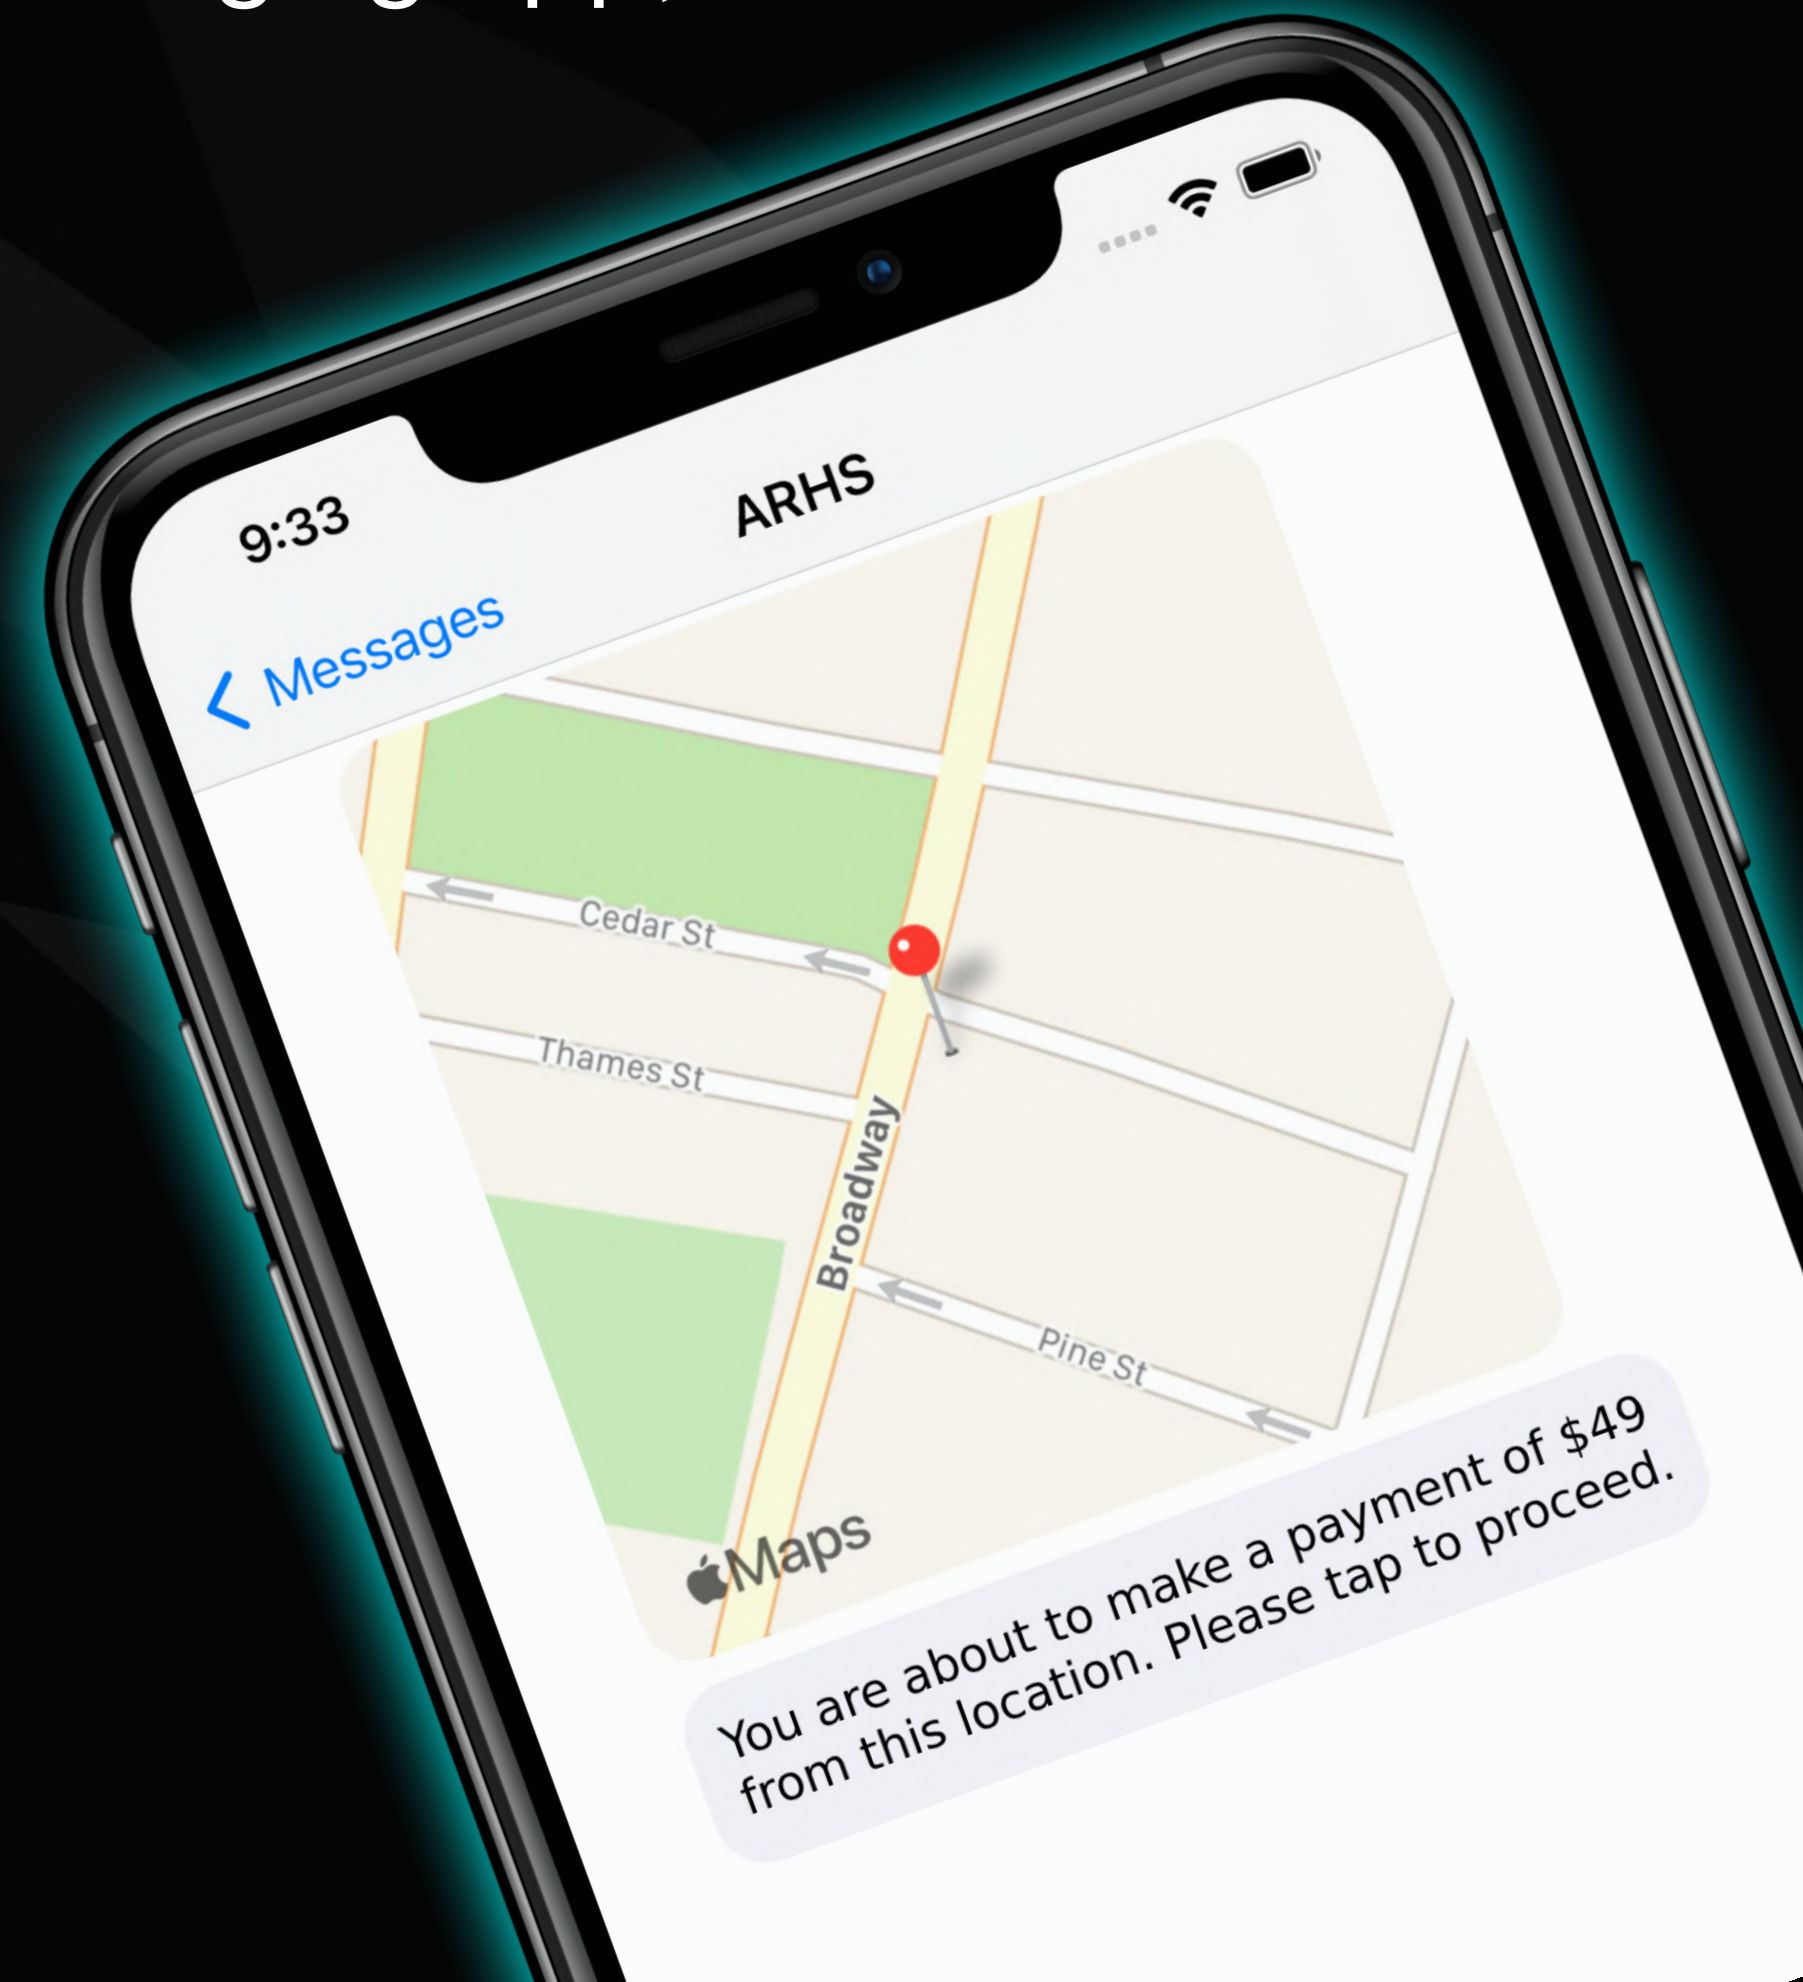 9:33
ARHS
Messages
Cedar St
Thames St
Broadway
Pine St
Maps
You are about to make a payment of $49
from this location. Please tap to proceed.